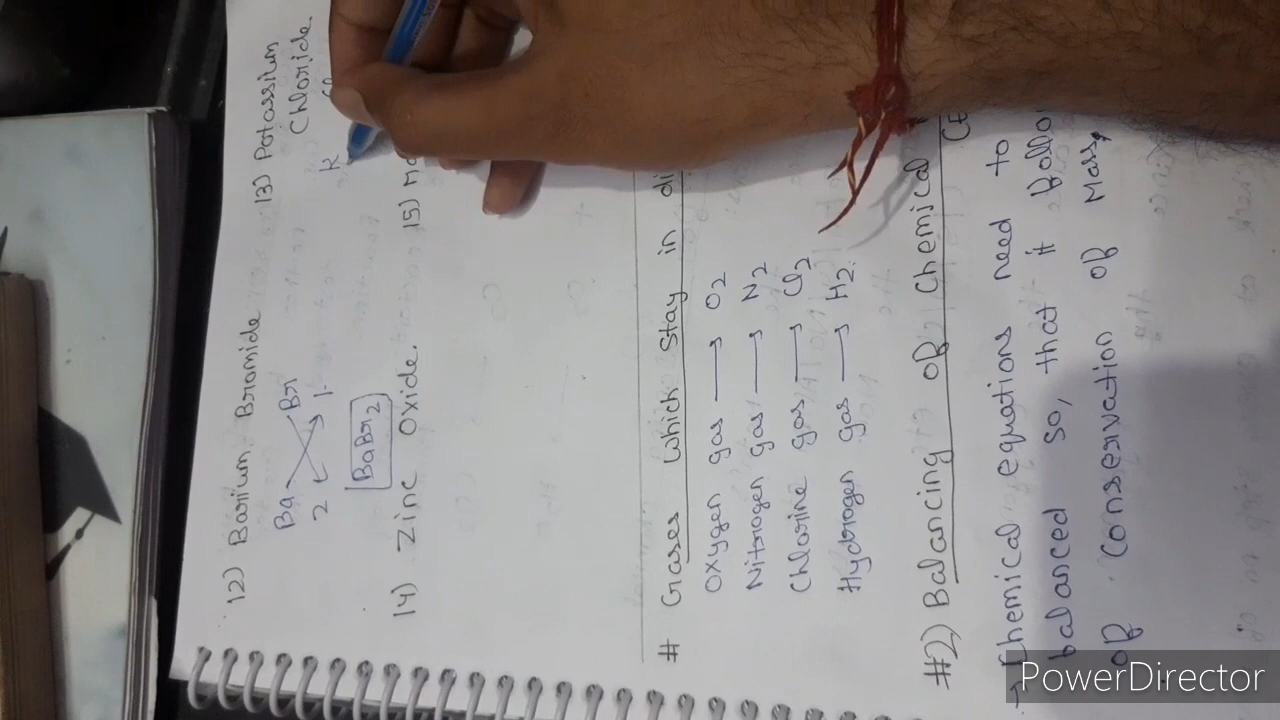 12) Barium Bromide 13) Potassium Chloride
Ba Br K Cl
2 1
BaBr2
14) Zinc Oxide. 15)
# Gases which stay in
Oxygen gas → O2
Nitrogen gas → N2
Chlorine gas → Cl2
Hydrogen gas → H2
#2) Balancing of Chemical
→ Chemical equations need to
balanced so, that it
of Conservation of Mass,
PowerDirector